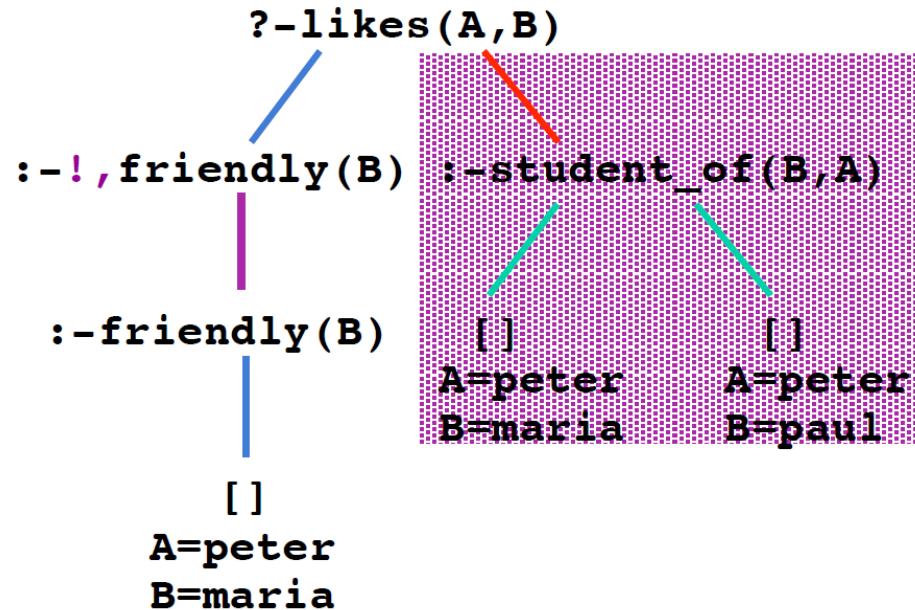 ?-likes(A,B)
:-!,friendly(B) :-student_of(B,A)
:-friendly(B)
[] []
A=peter A=peter
B=maria B=paul
[]
A=peter
B=maria